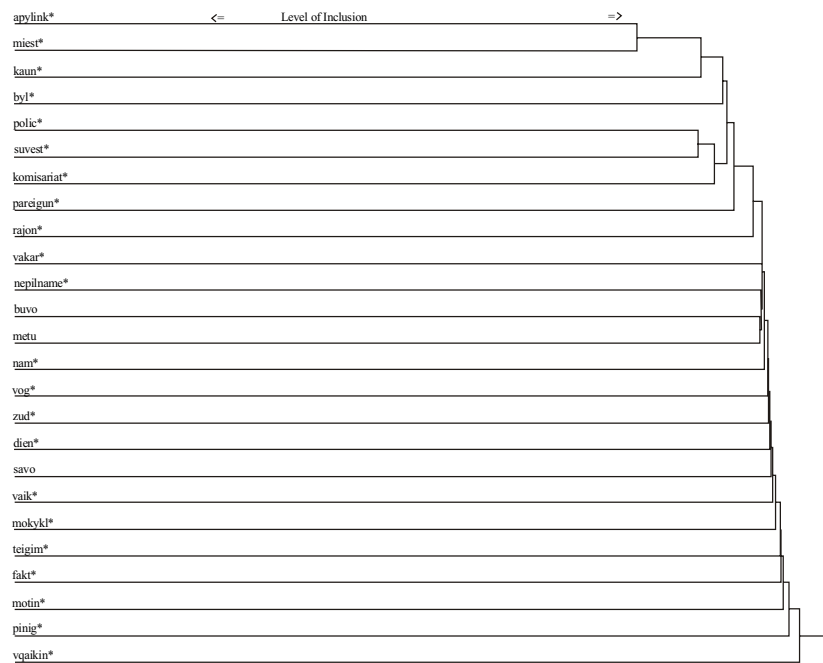 apylink* <= Level of Inclusion =>
miest*
kaun*
byl*
polic*
suvest*
komisariat*
pareigun*
rajon*
vakar*
nepilname*
buvo
metu
nam*
vog*
zud*
dien*
savo
vaik*
mokykl*
teigim*
fakt*
motin*
pinig*
vqaikin*